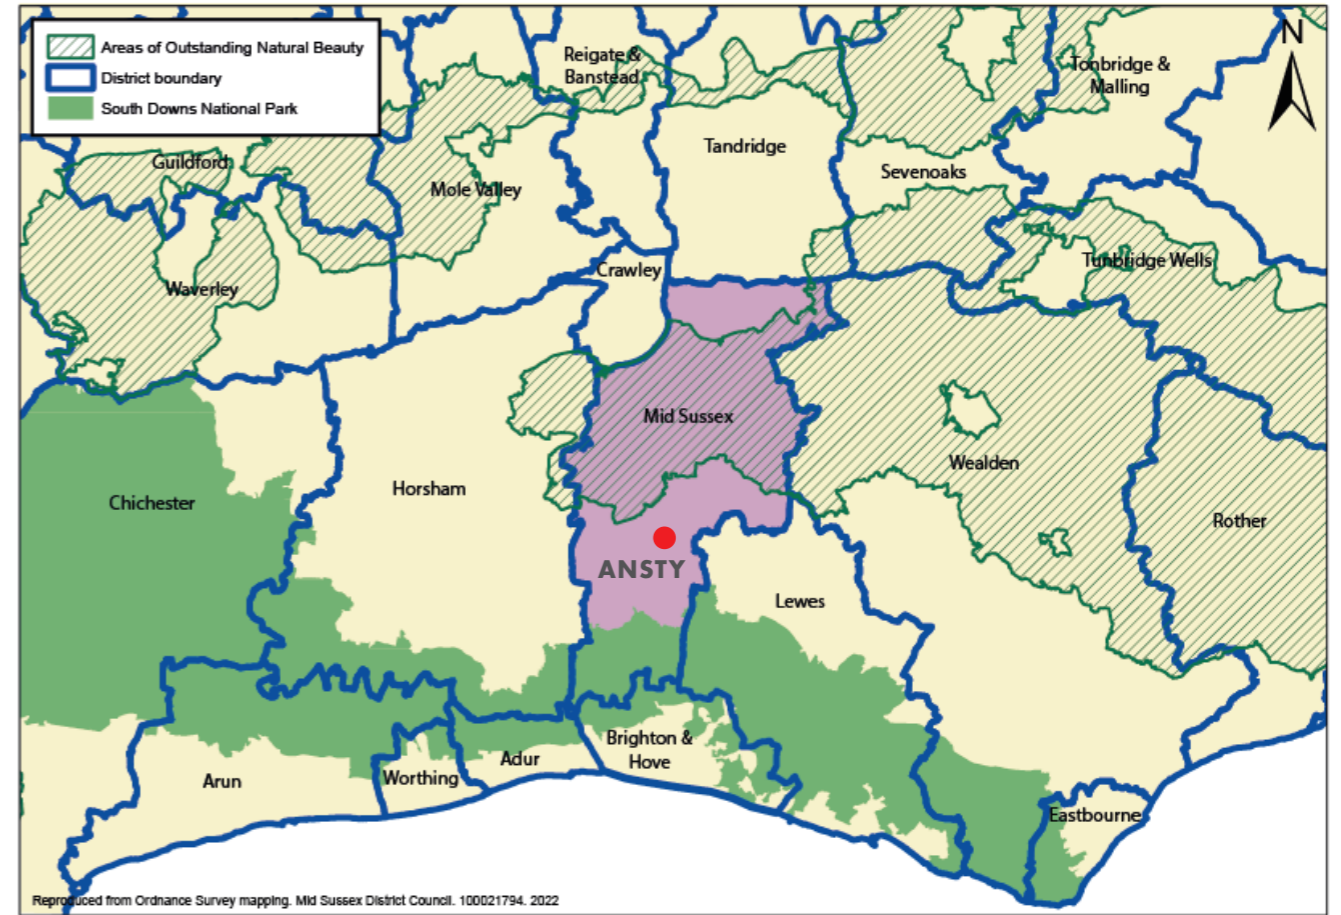 Areas of Outstanding Natural Beauty
District boundary
South Downs National Park
N
Reigate &
Banstead
Tonbridge &
Malling
Tandridge
Guildford
Sevenoaks
Mole Valley
Tunbridge Wells
Crawley
Waverley
Mid Sussex
Wealden
Horsham
Chichester
Rother
ANSTY
Lewes
Brighton &
Hove
Adur
Worthing
Arun
Eastbourne
Reproduced from Ordnance Survey mapping. Mid Sussex District Council. 100021794. 2022